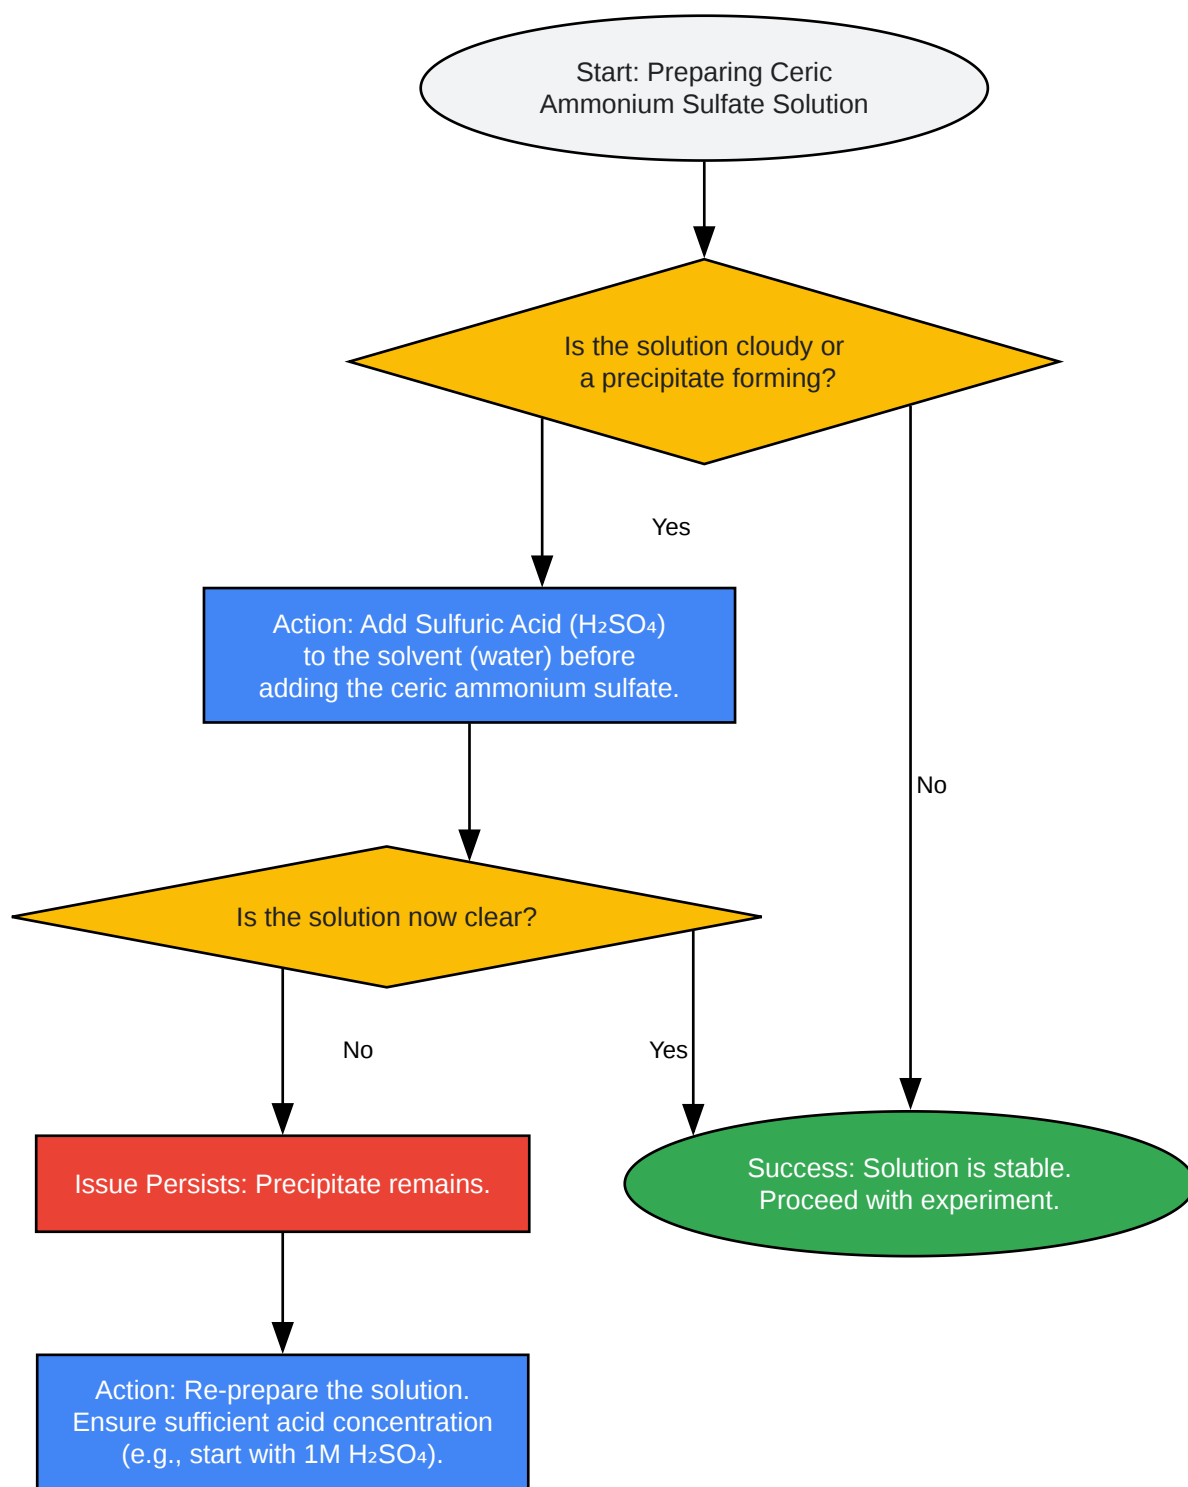 Start: Preparing Ceric
Ammonium Sulfate Solution
Is the solution cloudy or
a precipitate forming?
Yes
Action: Add Sulfuric Acid (H₂SO₄)
to the solvent (water) before
adding the ceric ammonium sulfate.
No
Is the solution now clear?
No
Yes
Issue Persists: Precipitate remains.
Success: Solution is stable.
Proceed with experiment.
Action: Re-prepare the solution.
Ensure sufficient acid concentration
(e.g., start with 1M H₂SO₄).